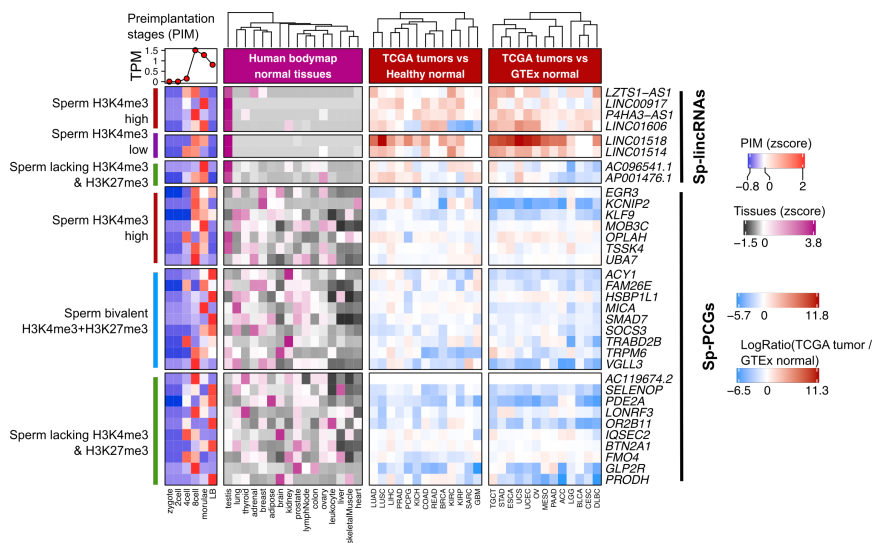 Preimplantation
stages (PIM)
TPM
1.5
1
0.5
0
Human bodymap
normal tissues
TCGA tumors vs
Healthy normal
TCGA tumors vs
GTEx normal
Sperm H3K4me3
high
Sperm H3K4me3
low
Sperm lacking H3K4me3
& H3K27me3
Sperm H3K4me3
high
Sperm bivalent
H3K4me3+H3K27me3
Sperm lacking H3K4me3
& H3K27me3
LZTS1−AS1
LINC00917
P4HA3−AS1
LINC01606
LINC01518
LINC01514
AC096541.1
AP001476.1
EGR3
KCNIP2
KLF9
MOB3C
OPLAH
TSSK4
UBA7
ACY1
FAM26E
HSBP1L1
MICA
SMAD7
SOCS3
TRABD2B
TRPM6
VGLL3
AC119674.2
SELENOP
PDE2A
LONRF3
OR2B11
IQSEC2
BTN2A1
FMO4
GLP2R
PRODH
Sp-lincRNAs
Sp-PCGs
PIM (zscore)
−0.8 0 2
Tissues (zscore)
−1.5 0 3.8
−5.7 0 11.8
LogRatio(TCGA tumor /
GTEx normal)
−6.5 0 11.8
zygote
2cell
4cell
8cell
morulae
LB
testis
lung
thyroid
adrenal
breast
adipose
brain
kidney
prostate
lymphNode
colon
ovary
leukocyte
liver
skeletalMuscle
heart
LUAD
LUSC
LIHC
PRAD
PCPG
KICH
COAD
READ
BRCA
KIRC
KIRP
SARC
GBM
TGCT
STAD
ESCA
UCS
UCEC
OV
MESO
PAAD
ACC
LGG
BLCA
CESC
DLBC